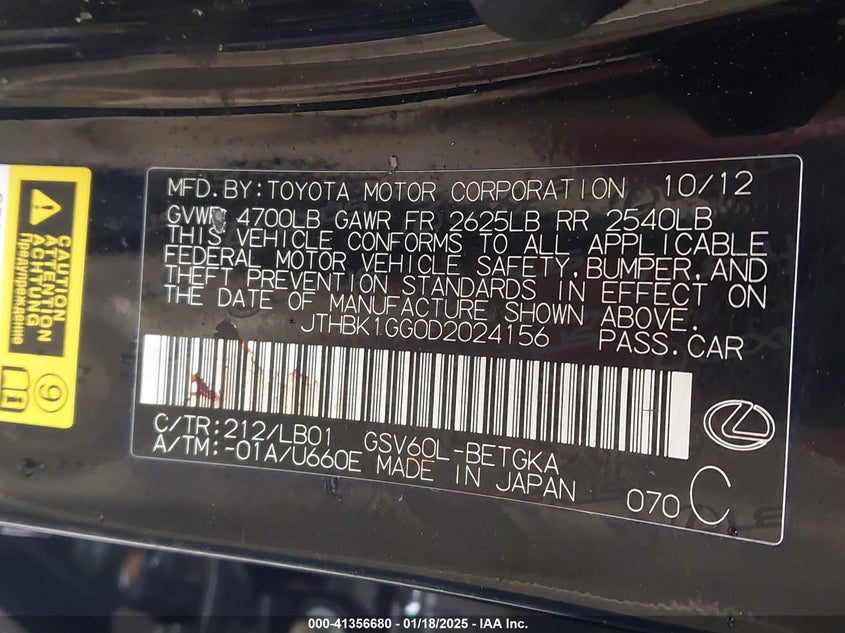 MFD.BY:TOYOTA MOTOR CORPORATION 10/12
GVWR 4700LB GAWR FR 2625LB RR 2540LB
THIS VEHICLE CONFORMS TO ALL APPLICABLE
FEDERAL MOTOR VEHICLE SAFETY,BUMPER,AND
THEFT PREVENTION STANDARDS IN EFFECT ON
THE DATE OF MANUFACTURE SHOWN ABOVE.
JTHBK1GG0D2024156 PASS.CAR
C/TR:212/LB01 GSV60L-BETGKA
A/TM:-01A/U660E MADE IN JAPAN
070 C
CAUTION
ATTENTION
ACHTUNG
Предупреждение
9
000-41356680 - 01/18/2025 - IAA Inc.